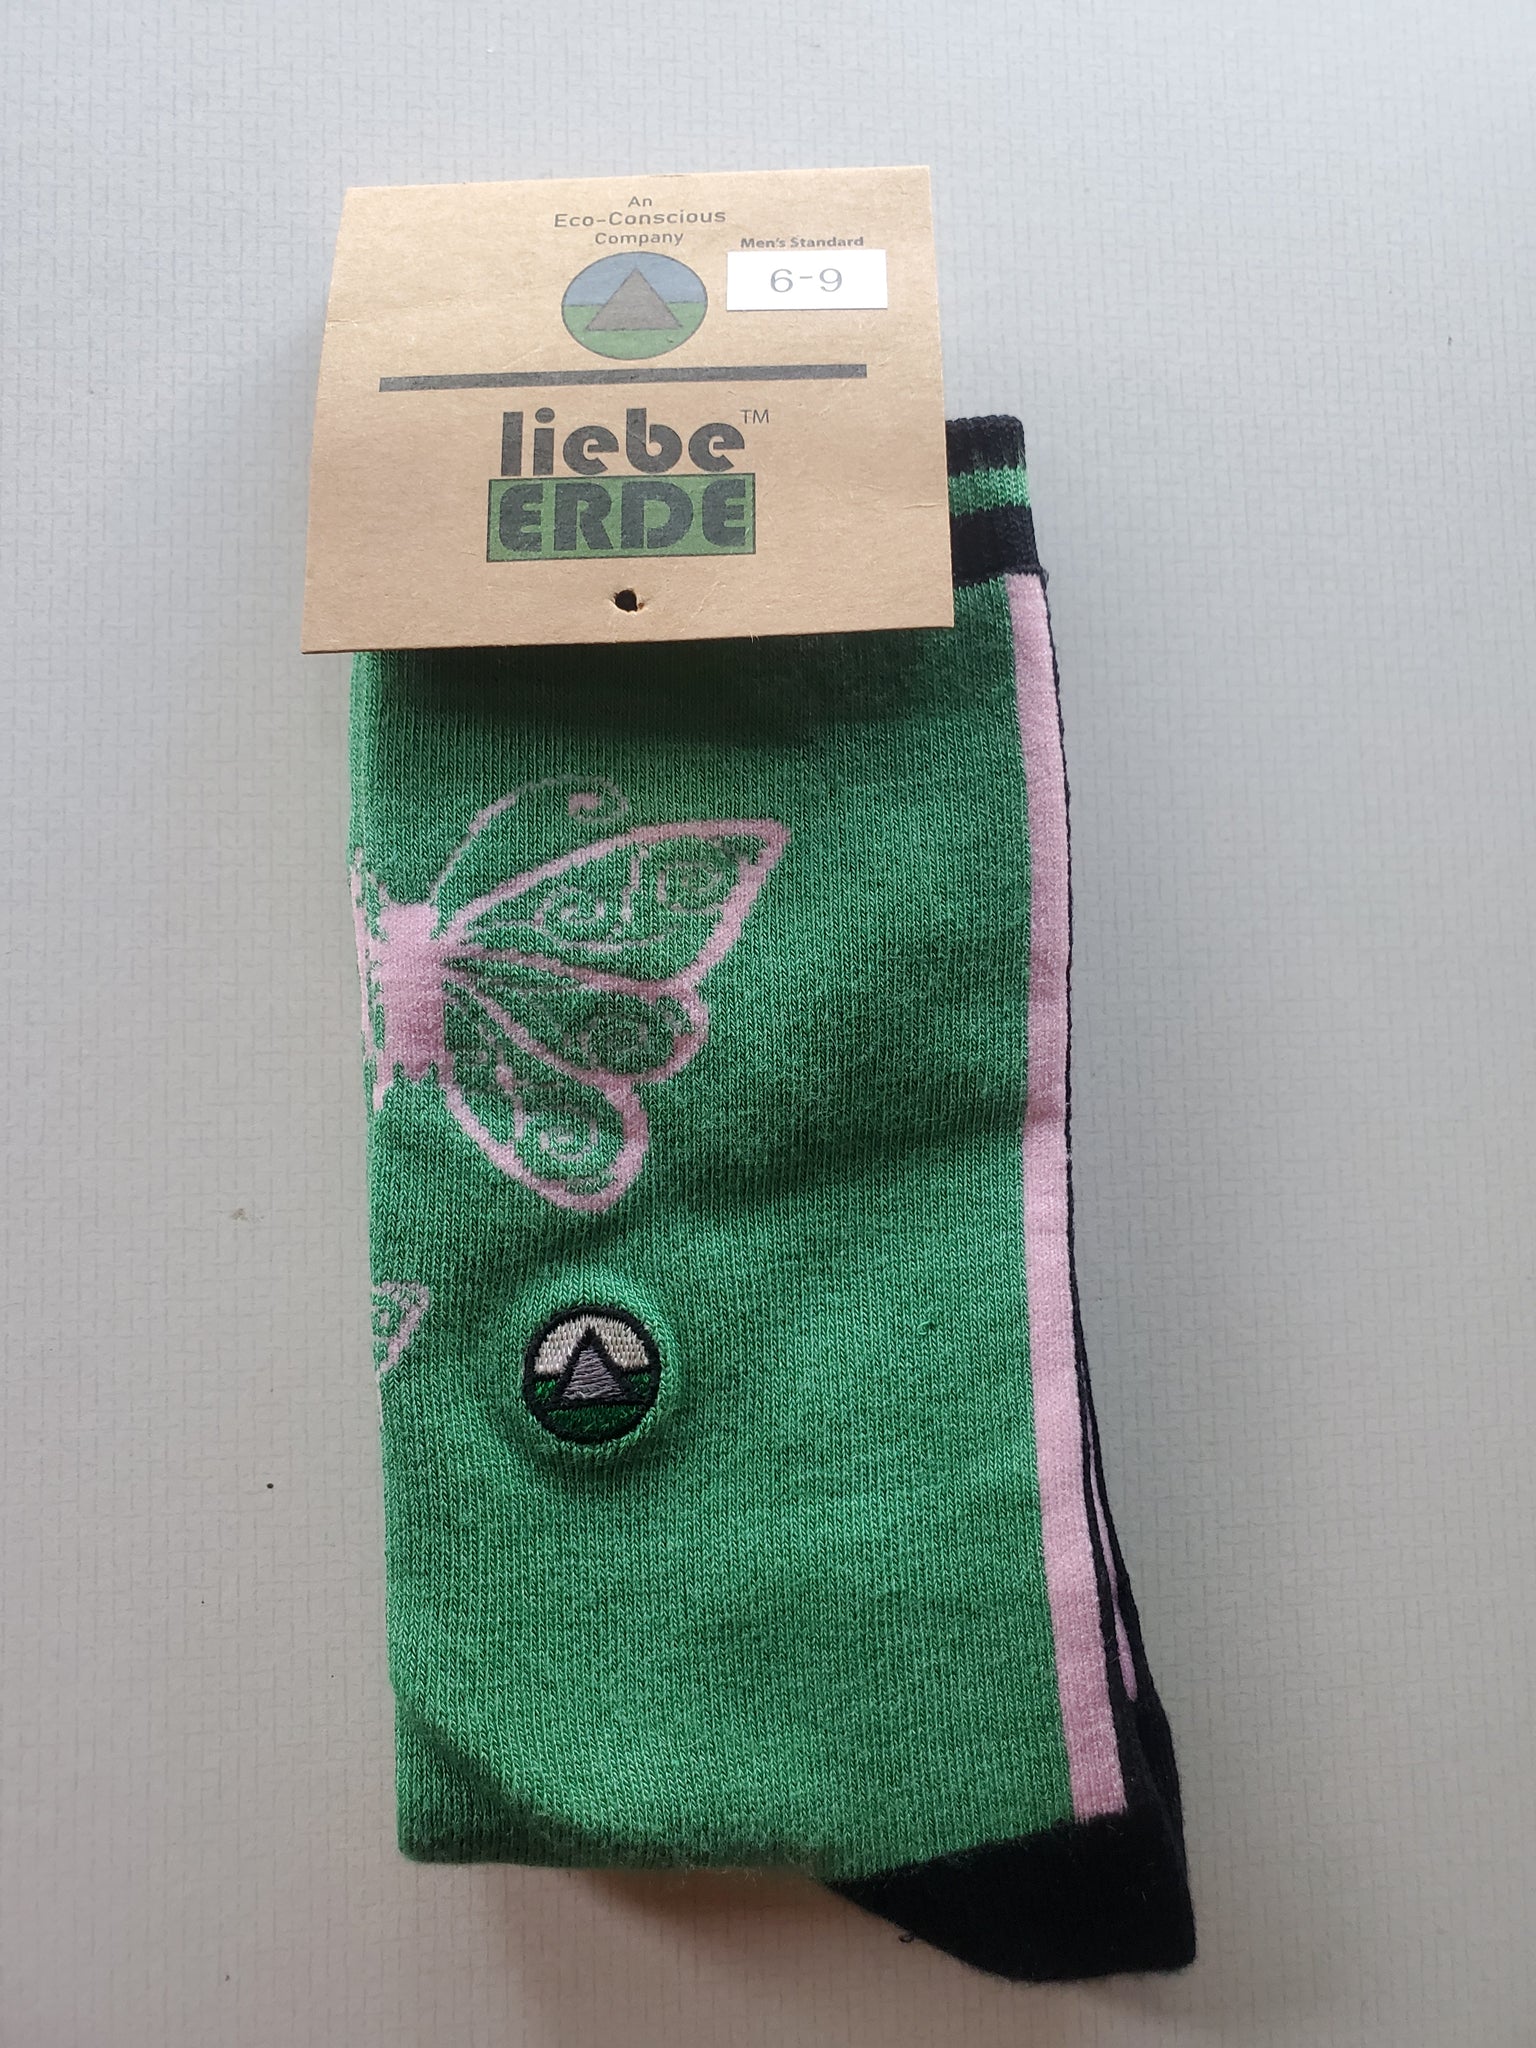 An
Eco-Conscious
Company
Men's Standard
6-9
liebe™
ERDE